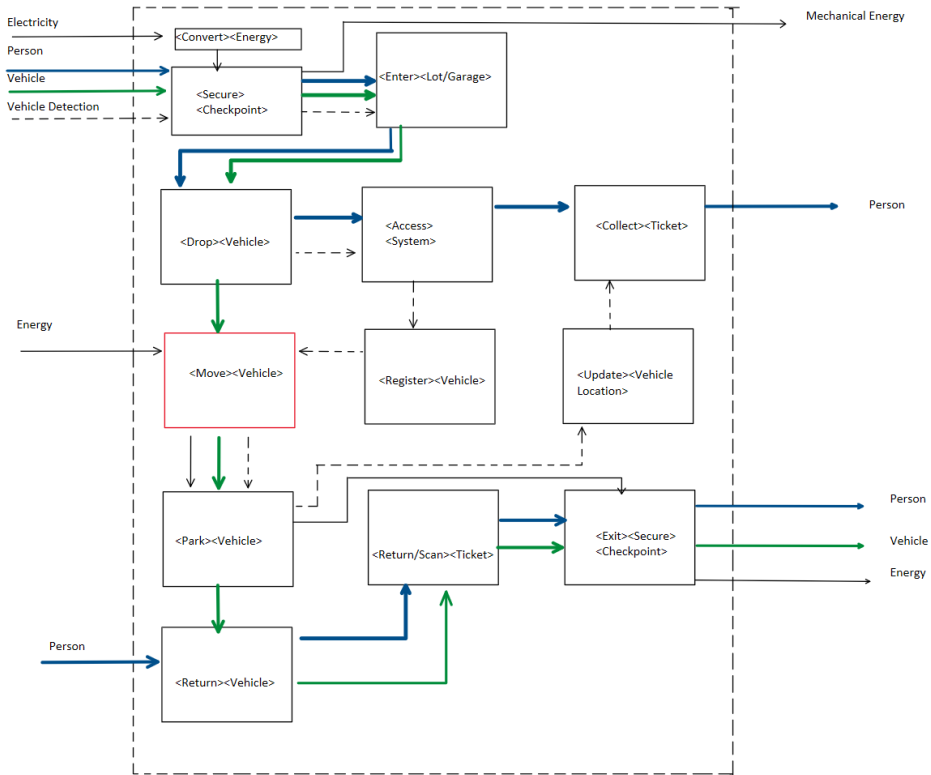 Electricity
Mechanical Energy
<Convert><Energy>
Person
Vehicle
Vehicle Detection
<Secure>
<Checkpoint>
<Enter><Lot/Garage>
<Drop><Vehicle>
<Access>
<System>
<Collect><Ticket>
Person
Energy
<Move><Vehicle>
<Register><Vehicle>
<Update><Vehicle
Location>
<Park><Vehicle>
<Return/Scan><Ticket>
<Exit><Secure>
<Checkpoint>
Person
Vehicle
Energy
Person
<Return><Vehicle>